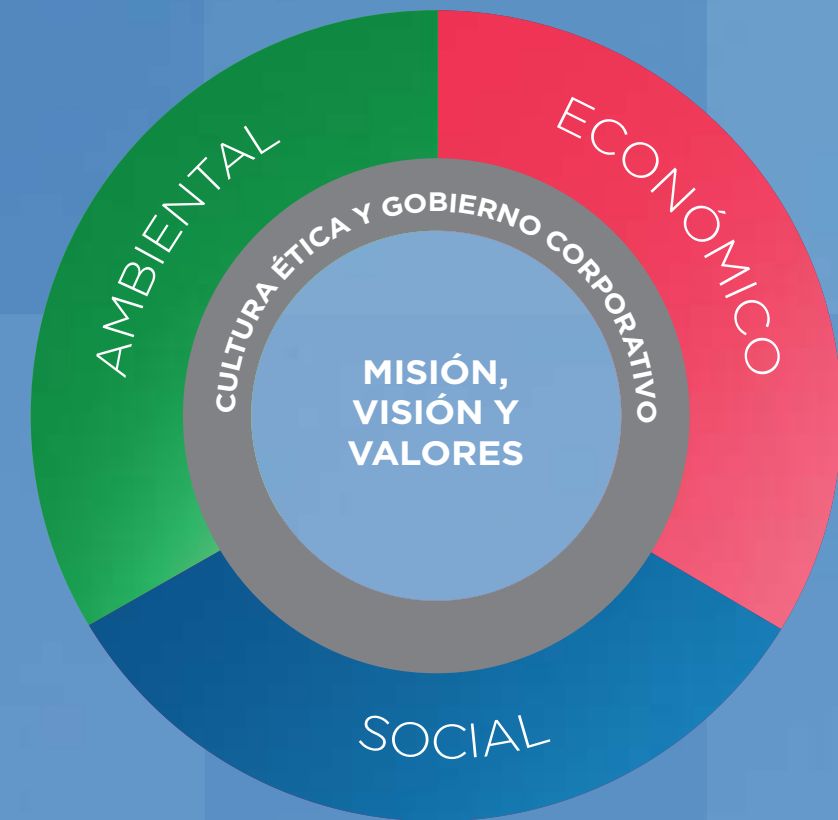 AMBIENTAL
ECONÓMICO
CULTURA ÉTICA Y GOBIERNO CORPORATIVO
MISIÓN,
VISIÓN Y
VALORES
SOCIAL